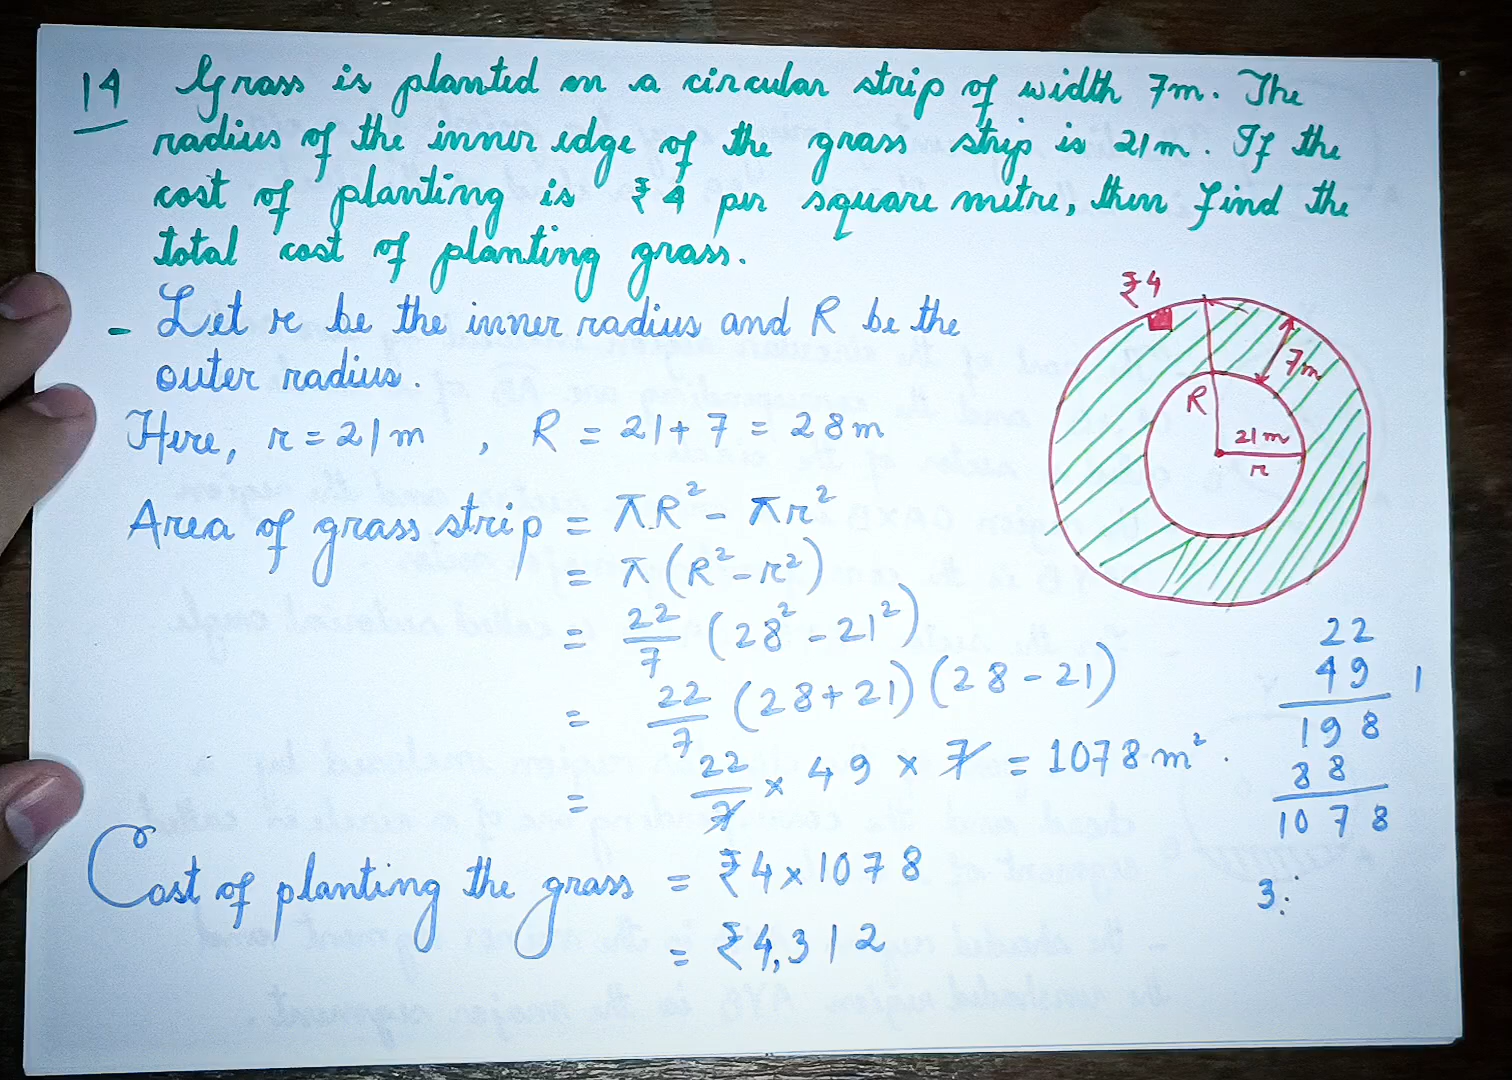 14 Grass is planted on a circular strip of width 7m. The
radius of the inner edge of the grass strip is 21m. If the
cost of planting is ₹4 per square metre, then find the
total cost of planting grass.
- Let r be the inner radius and R be the
outer radius.
Here, r = 21m , R = 21+7 = 28m
Area of grass strip = πR² - πr²
= π(R²-r²)
= 22/7 (28²-21²)
= 22/7 (28+21)(28-21)
= 22/7 × 49 × 7 = 1078m².
Cost of planting the grass = ₹4×1078
= ₹4,312
₹4
7m
R
21m
r
22
49 1
198
88
1078
3: